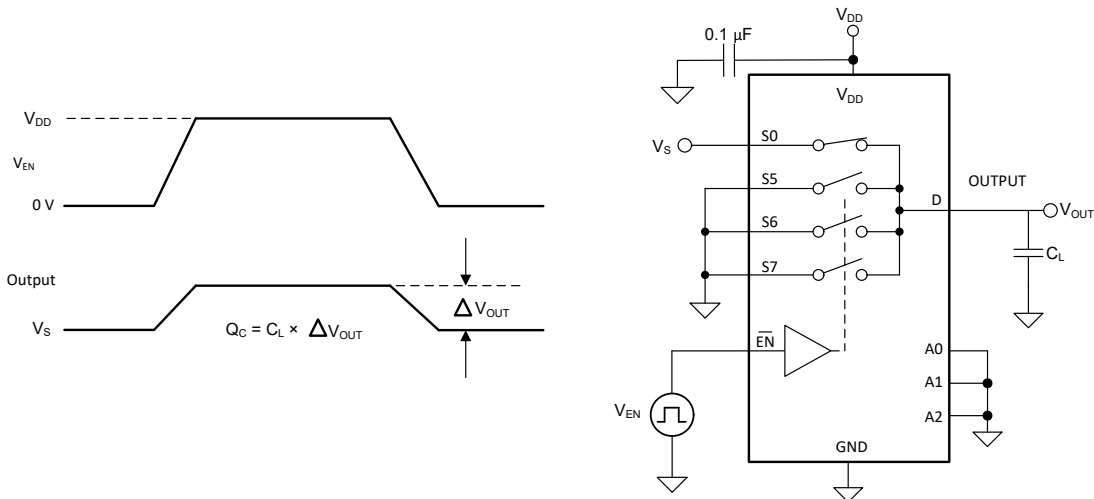 V_DD
V_EN
0 V
Output
V_S
Q_C = C_L × ΔV_OUT
ΔV_OUT
V_DD
0.1 µF
V_DD
V_S
S0
S5
S6
S7
D
OUTPUT
V_OUT
C_L
E̅N̅
V_EN
A0
A1
A2
GND